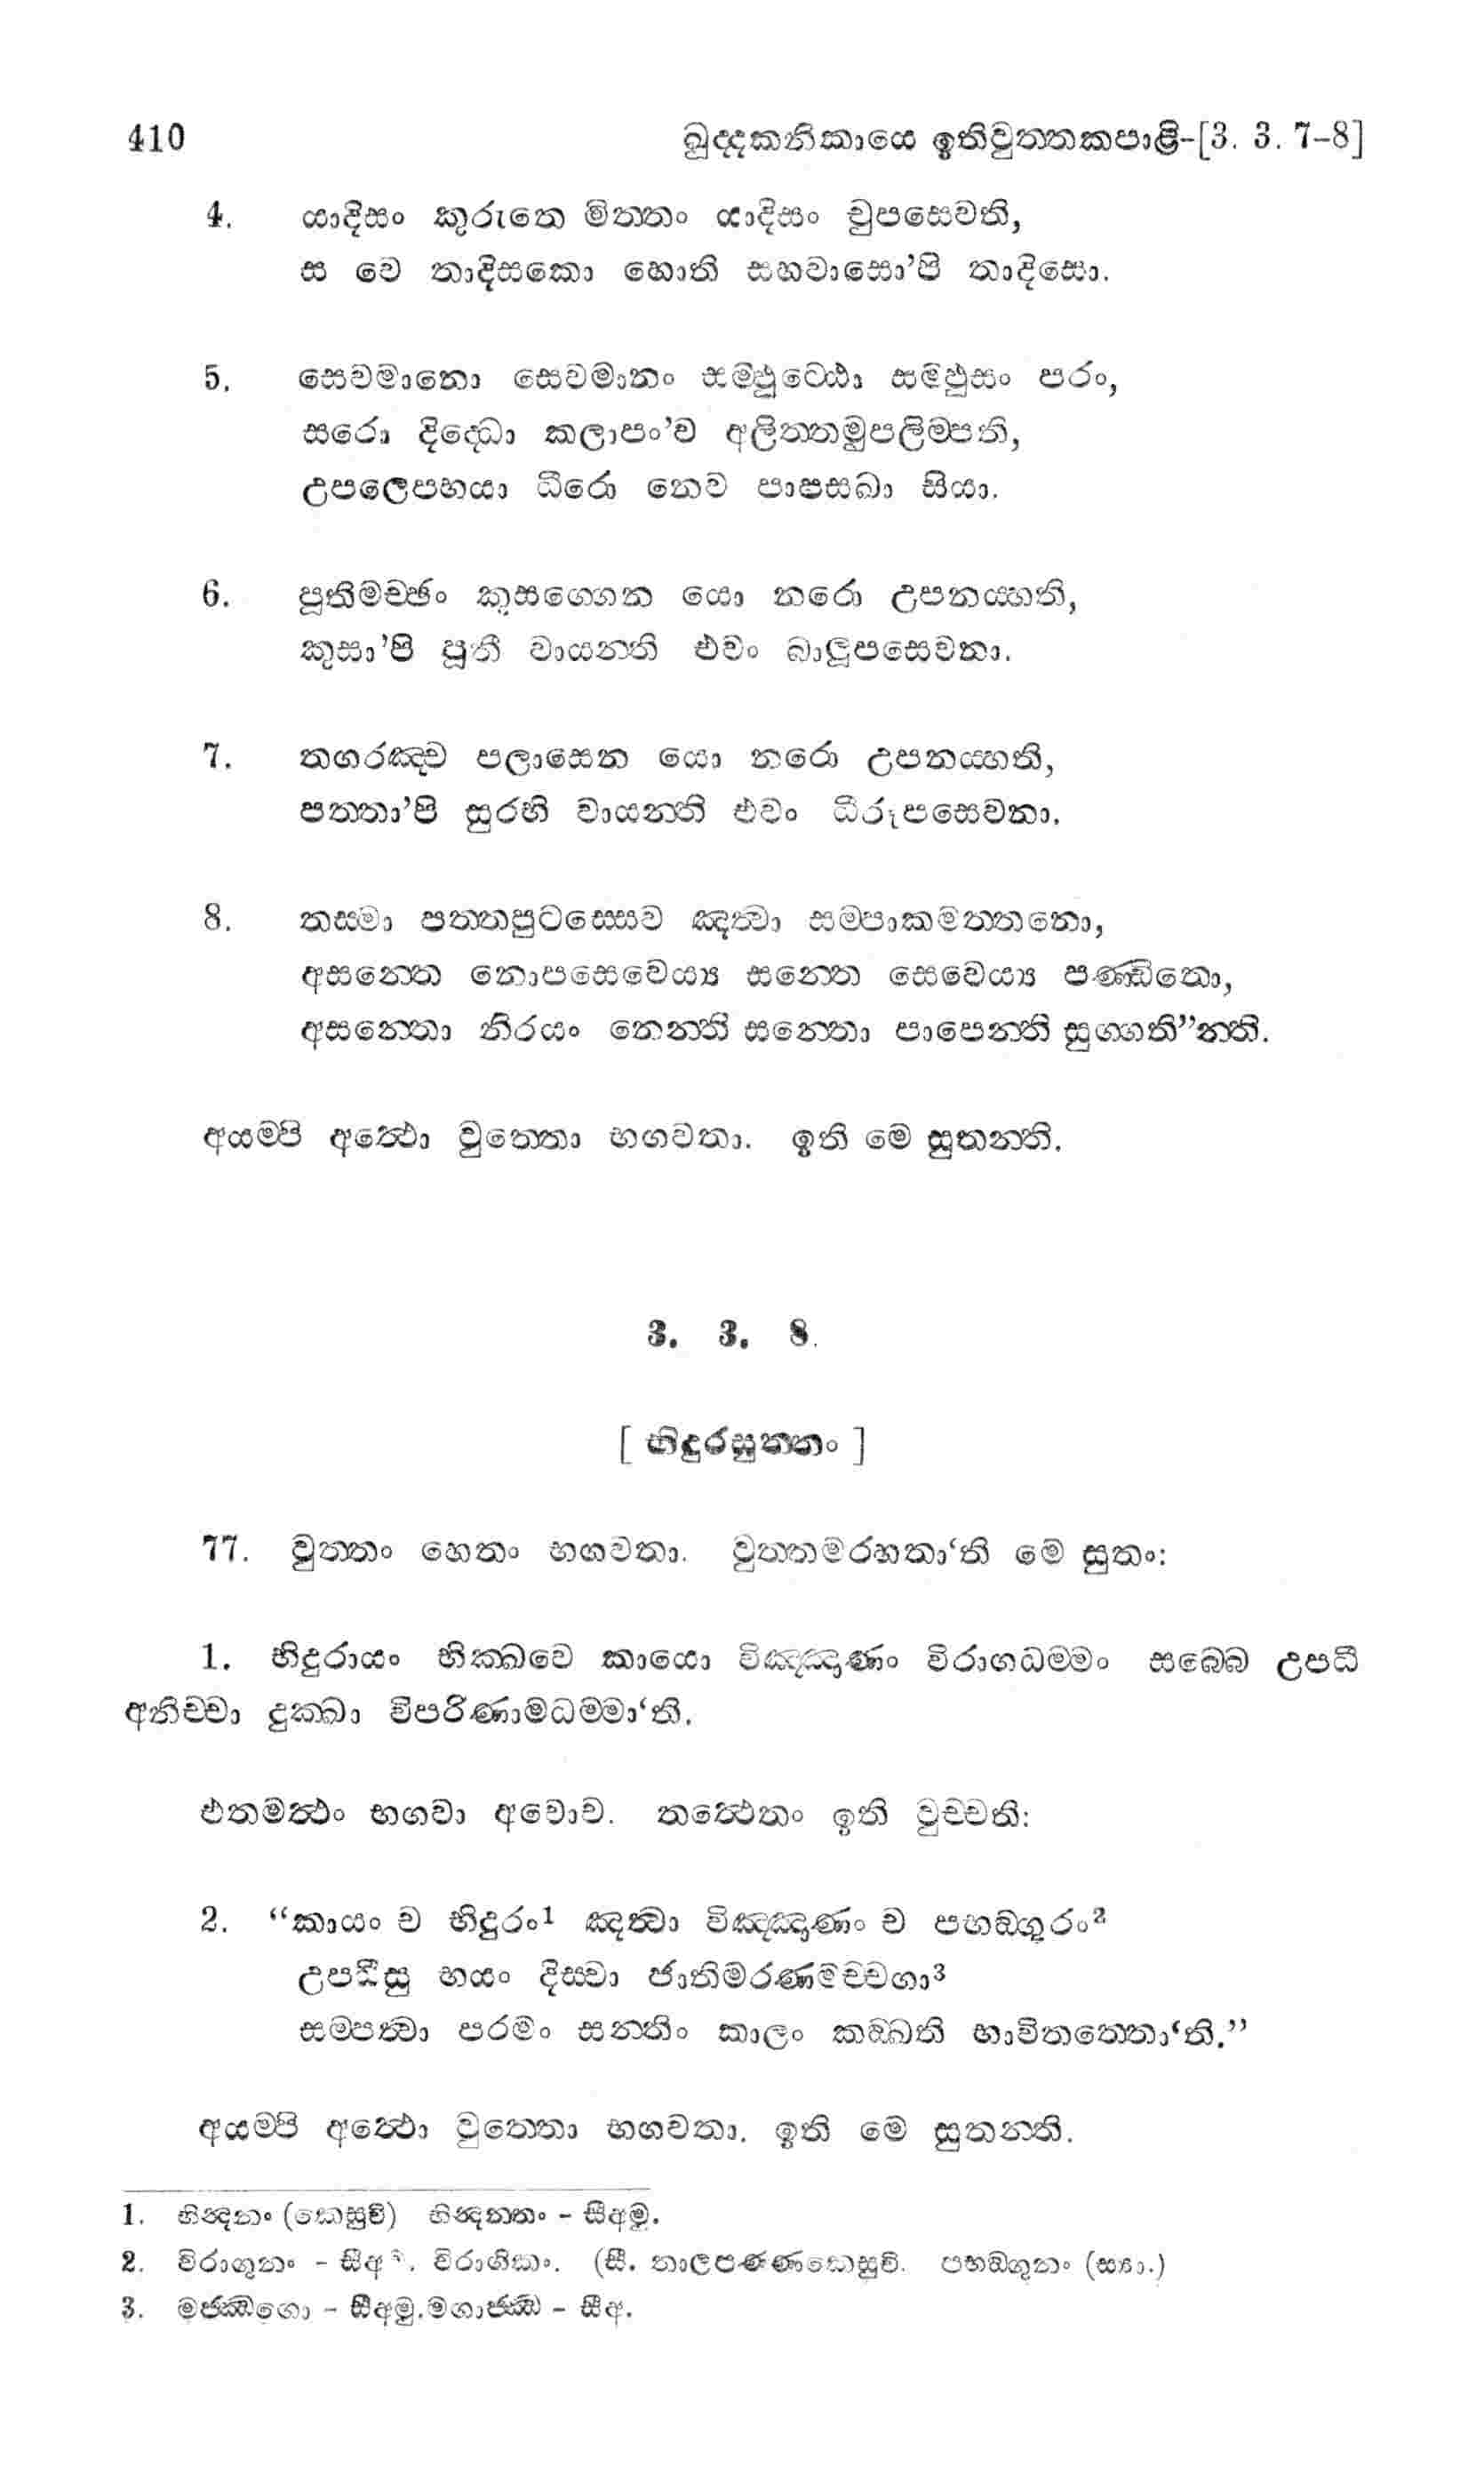 410 ඛුද්දකනිකායෙ ඉතිවුත්තකපාළි-[3. 3. 7-8]
4. යාදිසං කුරුතෙ මිත්තං යාදිසං චුපසෙවති,
ස වෙ තාදිසකො හොති සහවාසො’පි තාදිසො.
5. සෙවමානො සෙවමානං සම්ඵුට්ඨො සම්ඵුසං පරං,
සරො දිද්ධො කලාපං’ව අලිත්තමුපලිම්පති,
උපලෙපභයා ධීරො නෙව පාපසඛා සියා.
6. පූතිමච්ඡං කුසග්ගෙන යො නරො උපනය්හති,
කුසා’පි පූතී වායන්ති එවං බාලූපසෙවනා.
7. තගරඤ්ච පලාසෙන යො නරො උපනය්හති,
පත්තා’පි සුරභි වායන්ති එවං ධීරූපසෙවනා.
8. තස්මා පත්තපුටස්සෙව ඤත්වා සම්පාකමත්තනො,
අසන්තෙ නොපසෙවෙය්‍ය සන්තෙ සෙවෙය්‍ය පණ්ඩිතො,
අසන්තො නිරයං නෙන්ති සන්තො පාපෙන්ති සුග්ගති”න්ති.
අයම්පි අත්ථො වුත්තො භගවතා. ඉති මෙ සුතන්ති.
3. 3. 8.
[ භිදුරසුත්තං ]
77. වුත්තං හෙතං භගවතා. වුත්තමරහතා‘ති මෙ සුතං:
1. භිදුරායං භික්ඛවෙ කායො විඤ්ඤාණං විරාගධම්මං සබ්බෙ උපධී
අනිච්චා දුක්ඛා විපරිණාමධම්මා‘ති.
එතමත්ථං භගවා අවොච. තත්ථෙතං ඉති වුච්චති:
2. “කායං ච භිදුරං¹ ඤත්වා විඤ්ඤාණං ච පභඞ්ගුරං²
උපධීසු භයං දිස්වා ජාතිමරණමච්චගා³
සම්පත්වා පරමං සන්තිං කාලං කඞ්ඛති භාවිතත්තො‘ති.”
අයම්පි අත්ථො වුත්තො භගවතා. ඉති මෙ සුතන්ති.
1. භිඤ්නං (කෙසුචි) භිඤ්නන්තං - සීඅමු.
2. විරාගුනං - සීඅ. විරාගිකං. (සී. තාලපණ්ණකෙසුචි. පභඞ්ගුනං (ස්‍යා.)
3. මජ්ඣගො - සීඅමු.මගාජ්ඣි - සීඅ.